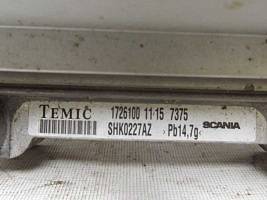 TEMIC 1726100 11-15 7375
SHK0227AZ ›Pb14,7g‹ SCANIA